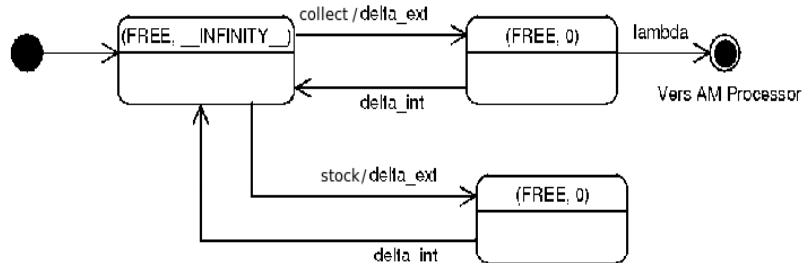 collect /delta_ext
(FREE, __INFINITY__)
(FREE, 0)
lambda
delta_int
Vers AM Processor
stock/delta_ext
(FREE, 0)
delta_int